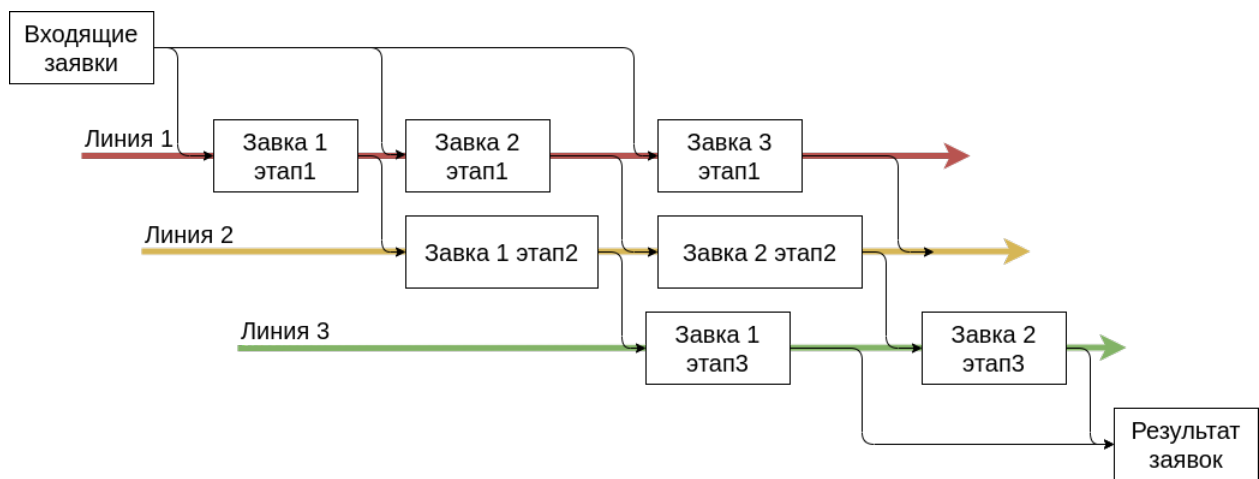 Входящие
заявки
Линия 1
Завка 1
этап1
Завка 2
этап1
Завка 3
этап1
Линия 2
Завка 1 этап2
Завка 2 этап2
Линия 3
Завка 1
этап3
Завка 2
этап3
Результат
заявок